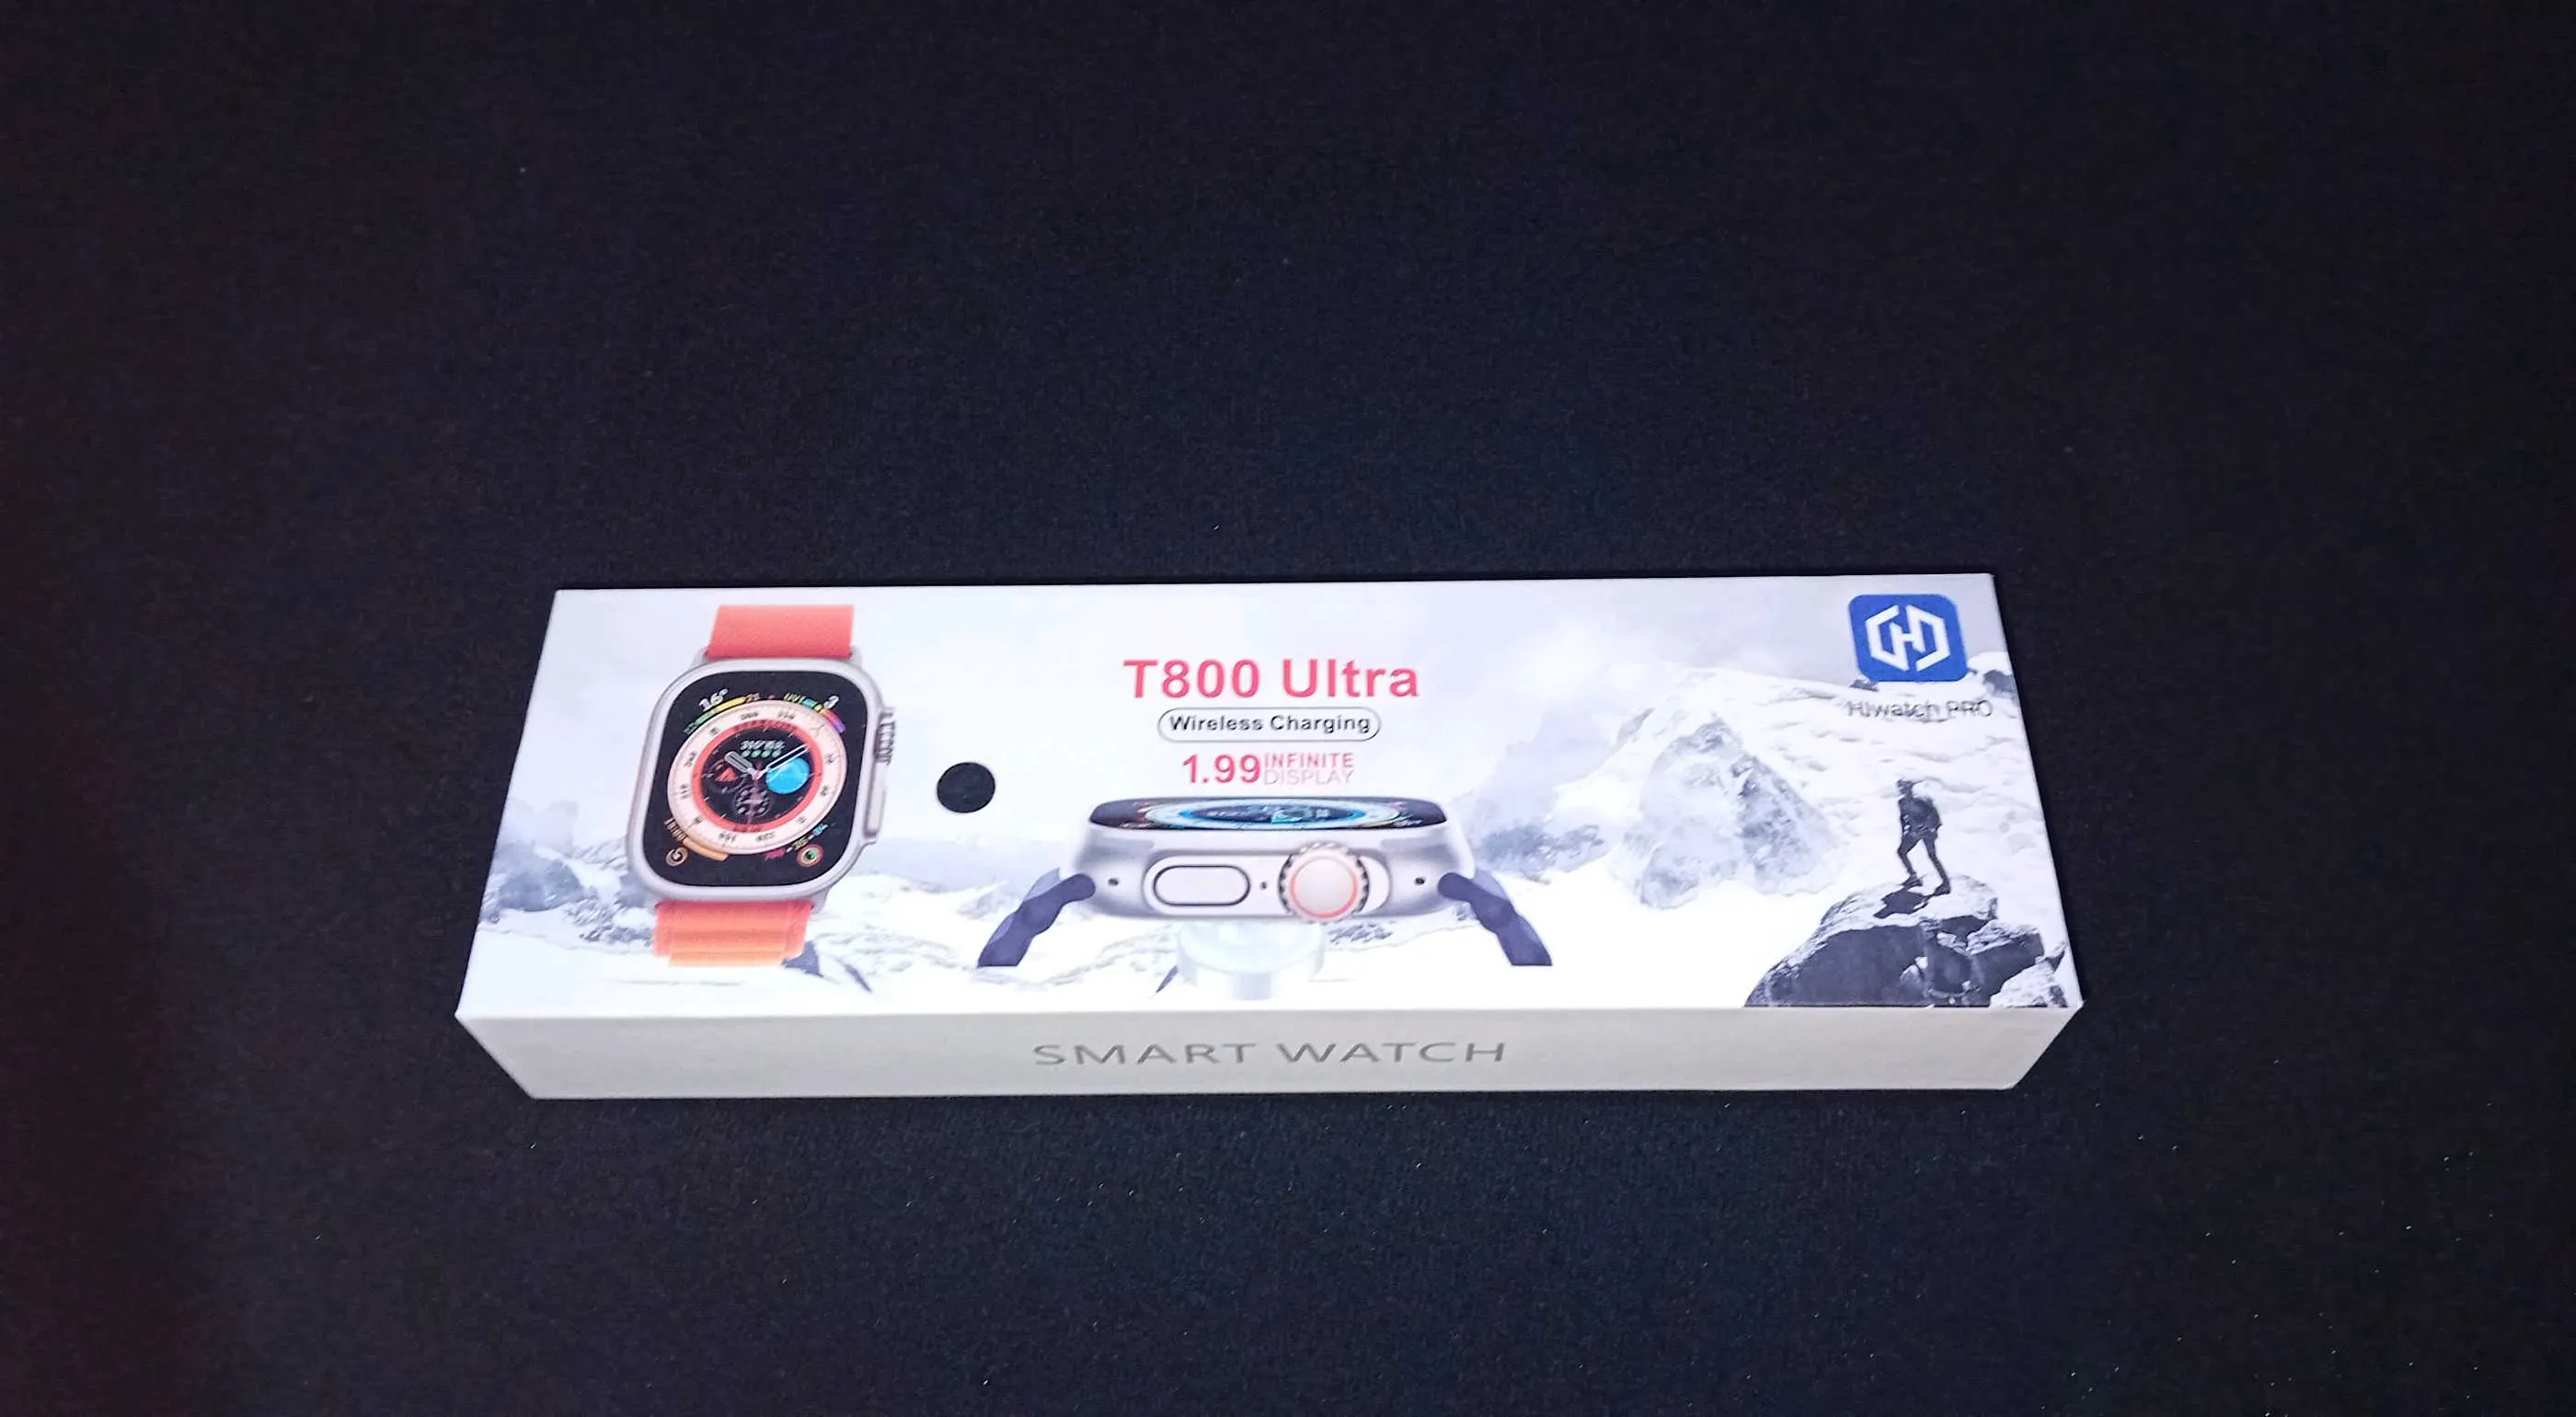 T800 Ultra
Wireless Charging
1.99 INFINITE
DISPLAY
Hiwatch PRO
SMART WATCH